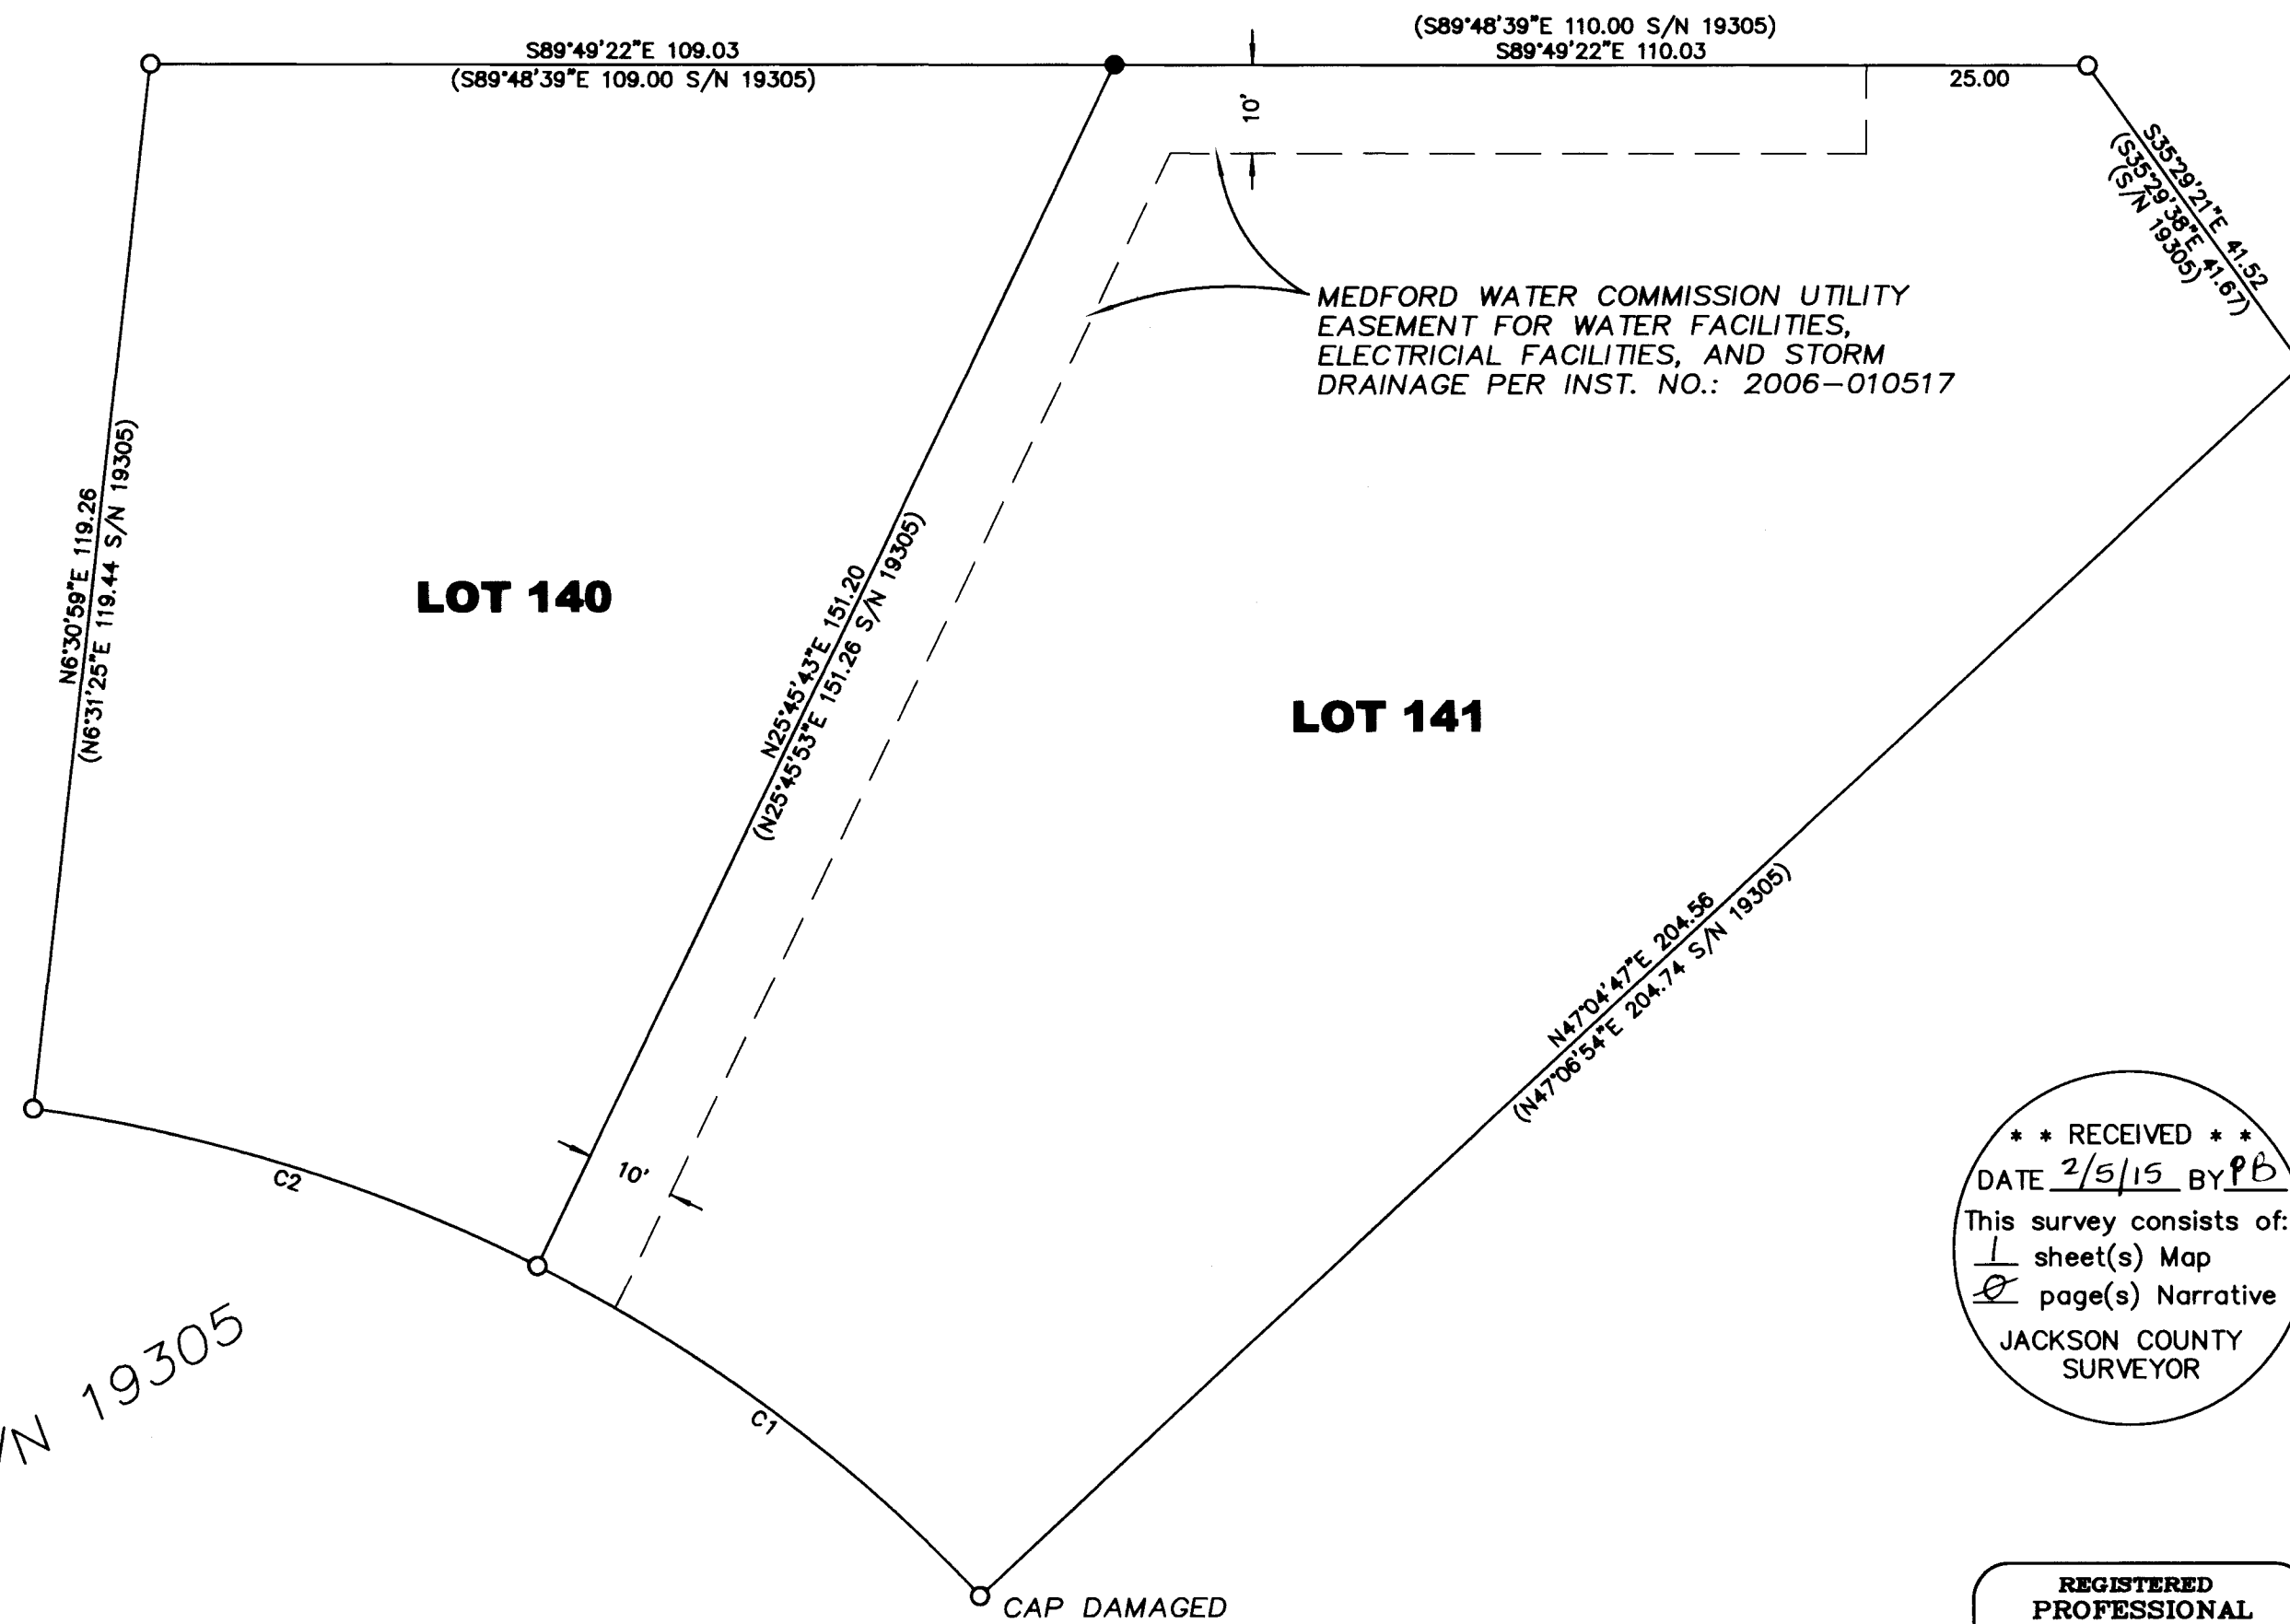 (S89°48'39"E 110.00 S/N 19305)
S89°49'22"E 109.03
S89°49'22"E 110.03
(S89°48'39"E 109.00 S/N 19305)
25.00
10'
S35°29'21"E 41.52
(S35°29'38"E 41.67)
(S/N 19305)
MEDFORD WATER COMMISSION UTILITY
EASEMENT FOR WATER FACILITIES,
ELECTRICIAL FACILITIES, AND STORM
DRAINAGE PER INST. NO.: 2006-010517
N6°30'59"E 119.26
(N6°31'25"E 119.44 S/N 19305)
LOT 140
N25°45'43"E 151.20
(N25°45'53"E 151.26 S/N 19305)
LOT 141
N47°04'47"E 204.56
(N47°06'54"E 204.74 S/N 19305)
10'
C2
C1
/N 19305
CAP DAMAGED
* * RECEIVED * *
DATE 2/5/15 BY PB
This survey consists of:
1 sheet(s) Map
0 page(s) Narrative
JACKSON COUNTY
SURVEYOR
REGISTERED
PROFESSIONAL